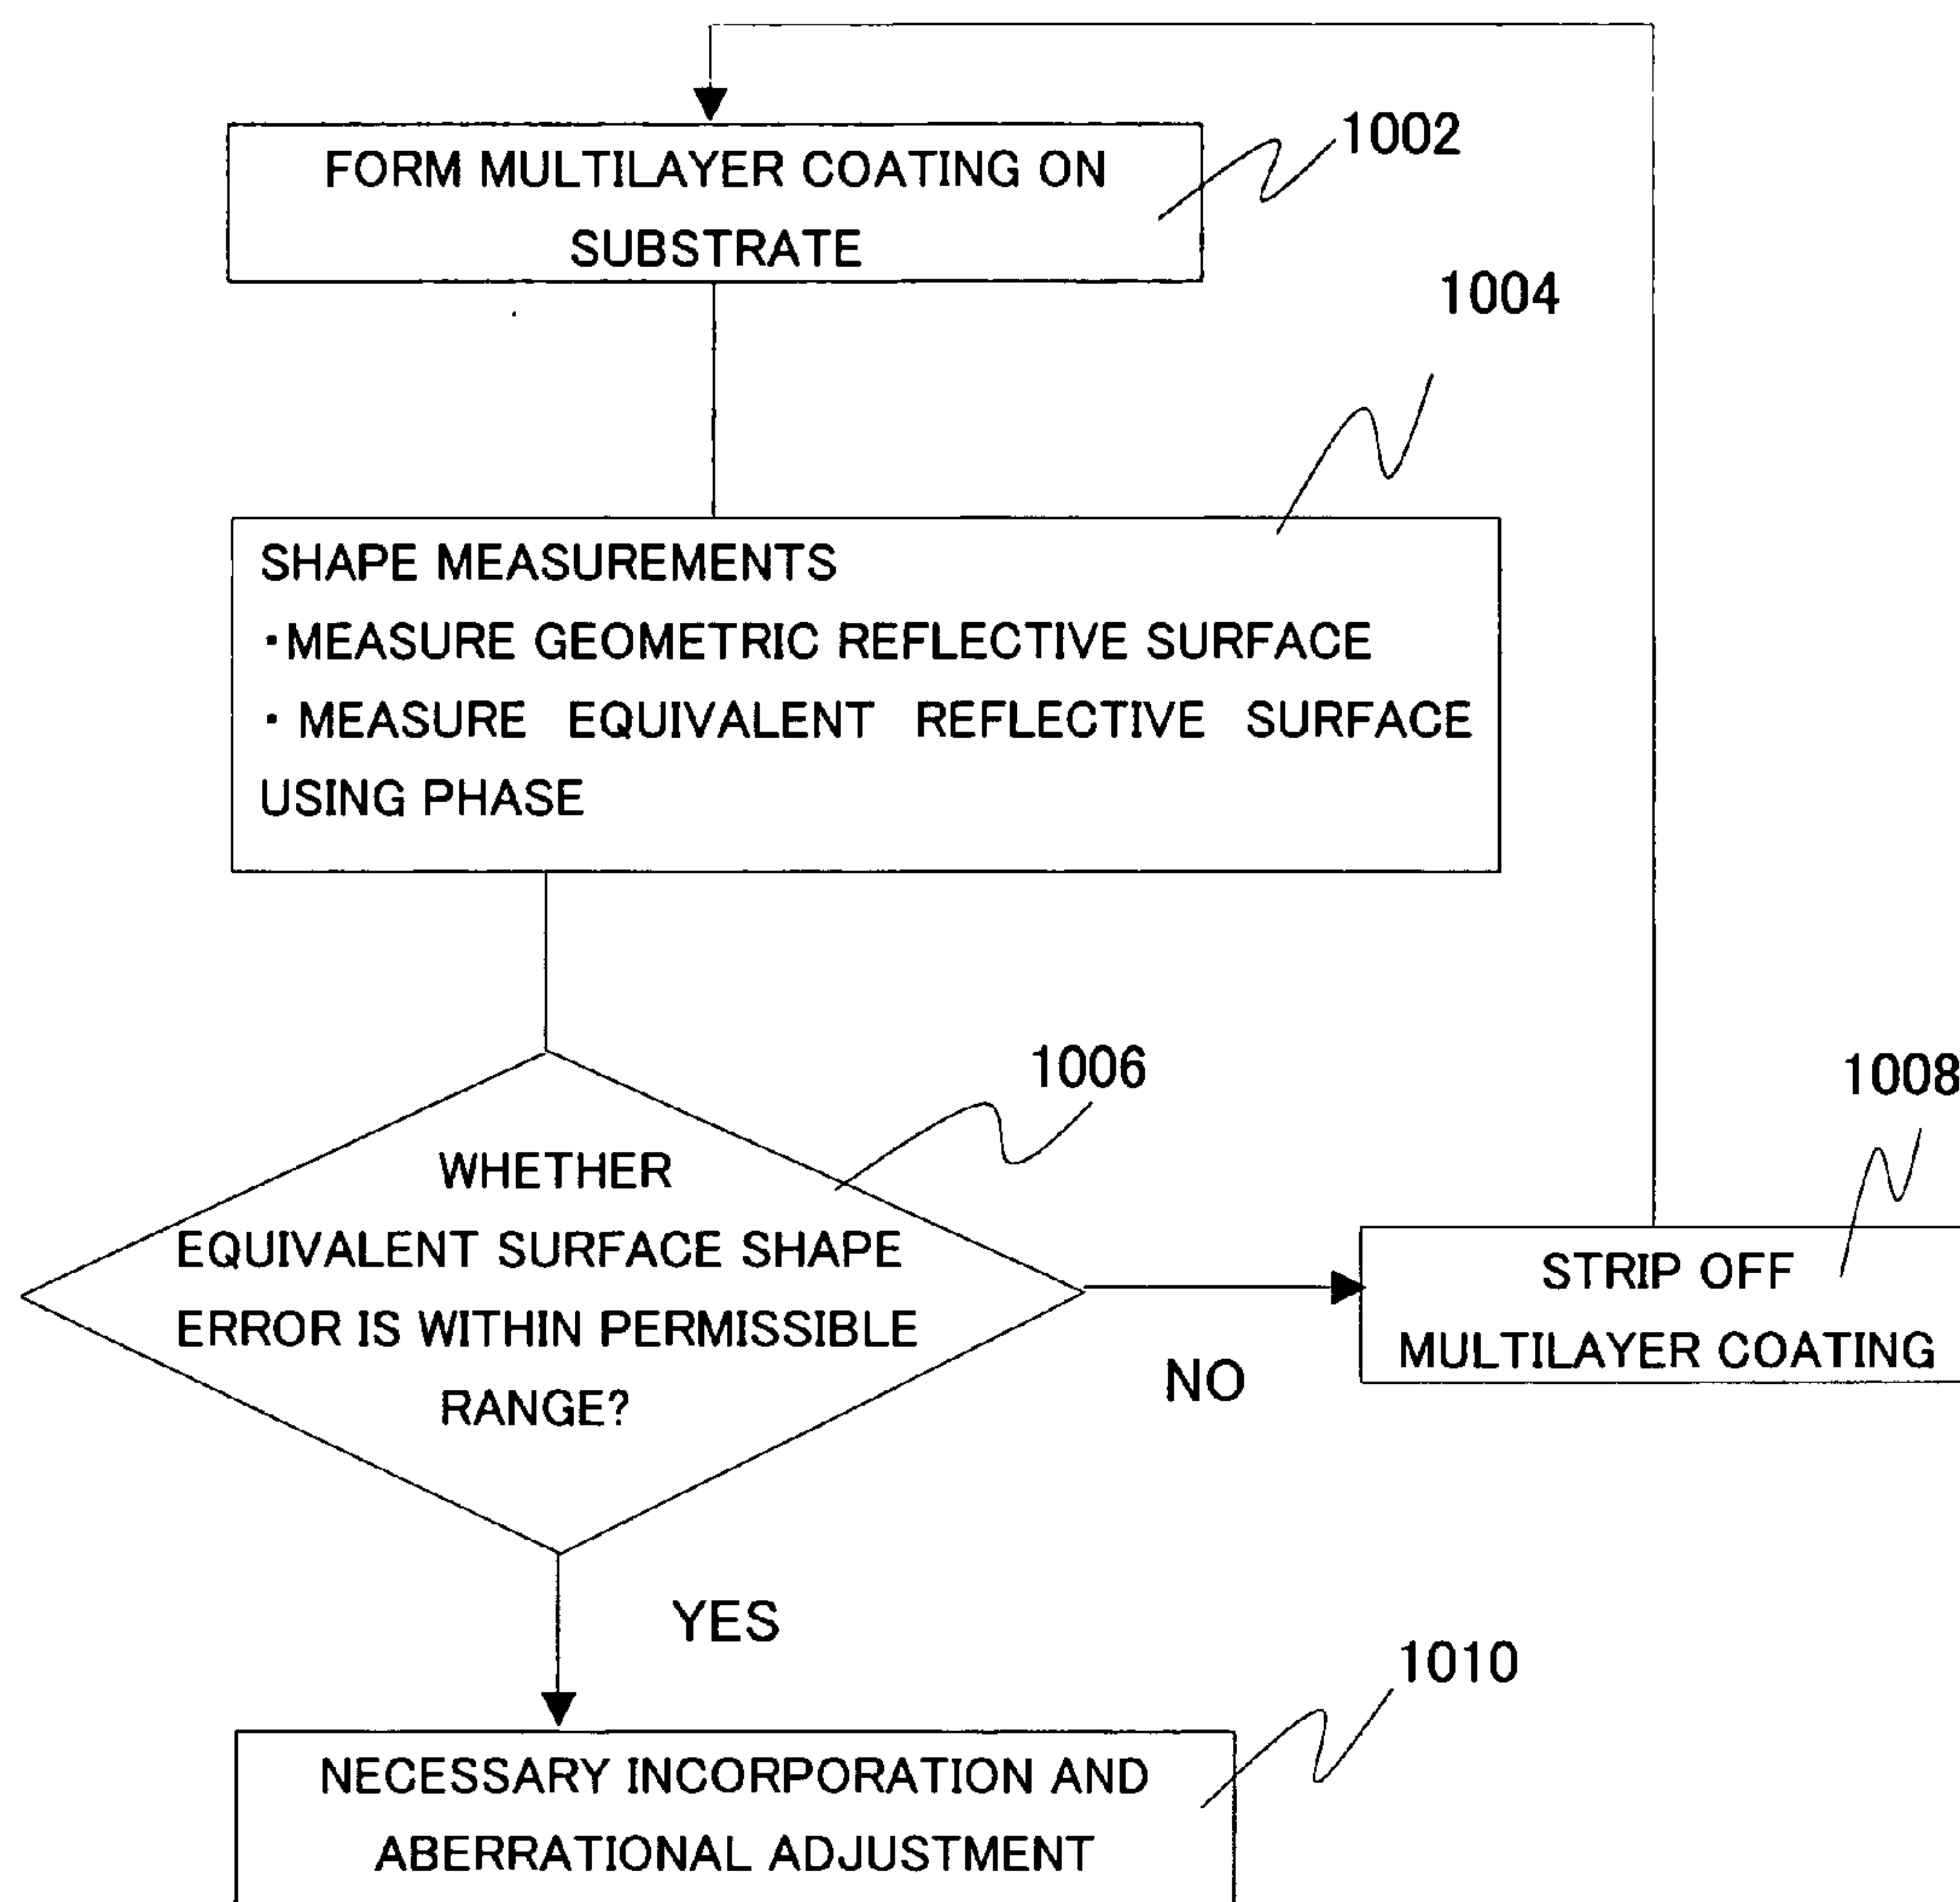 FORM MULTILAYER COATING ON
SUBSTRATE
1002
1004
SHAPE MEASUREMENTS
・MEASURE GEOMETRIC REFLECTIVE SURFACE
・ MEASURE EQUIVALENT REFLECTIVE SURFACE
USING PHASE
1006
WHETHER
EQUIVALENT SURFACE SHAPE
ERROR IS WITHIN PERMISSIBLE
RANGE?
NO
1008
STRIP OFF
MULTILAYER COATING
YES
1010
NECESSARY INCORPORATION AND
ABERRATIONAL ADJUSTMENT